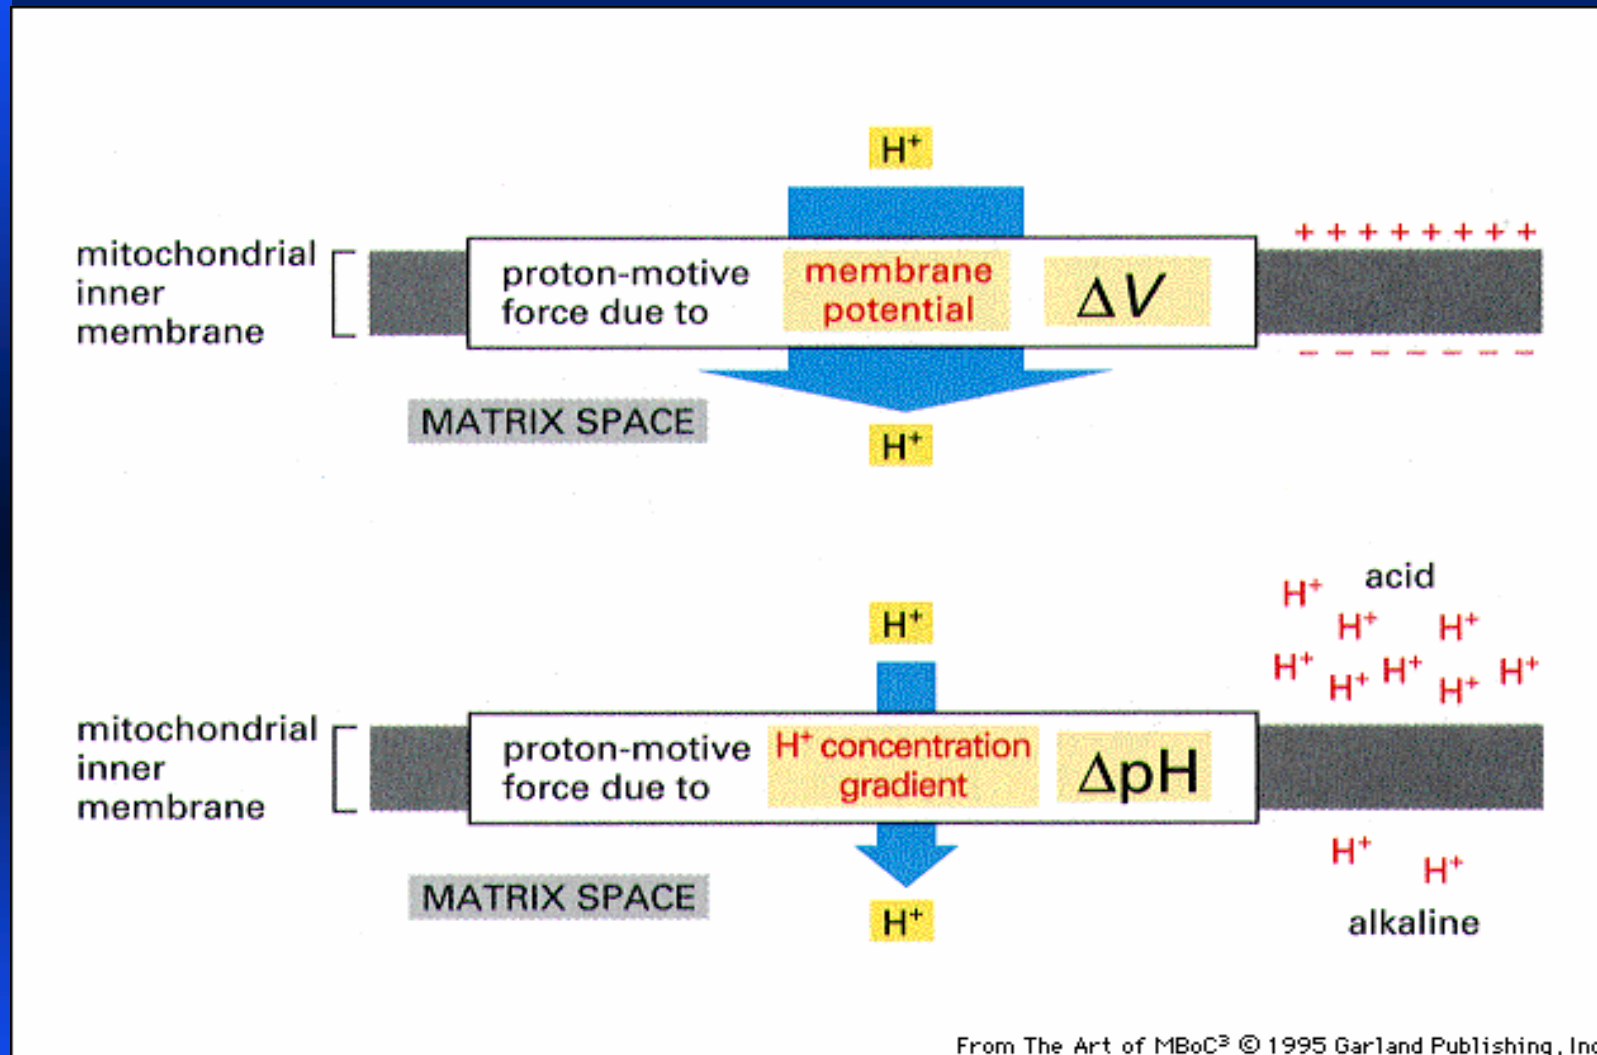 H⁺
mitochondrial
inner
membrane
proton-motive
force due to
membrane
potential
ΔV
+ + + + + + + +
− − − − − − − −
MATRIX SPACE
H⁺
acid
H⁺
H⁺
H⁺ H⁺
H⁺ H⁺ H⁺ H⁺ H⁺
mitochondrial
inner
membrane
proton-motive
force due to
H⁺ concentration
gradient
ΔpH
H⁺ H⁺
MATRIX SPACE
H⁺
alkaline
From The Art of MBoC³ © 1995 Garland Publishing, Inc